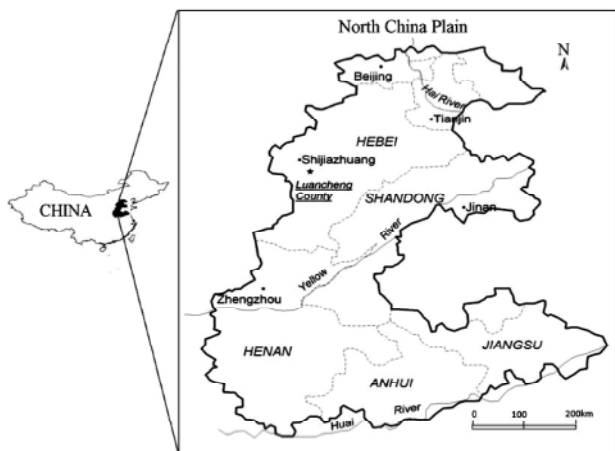 North China Plain
N
Beijing
Hai River
Tianjin
HEBEI
Shijiazhuang
Luancheng
County
SHANDONG
Jinan
CHINA
Yellow
River
Zhengzhou
HENAN
JIANGSU
ANHUI
Huai
River
0 100 200km